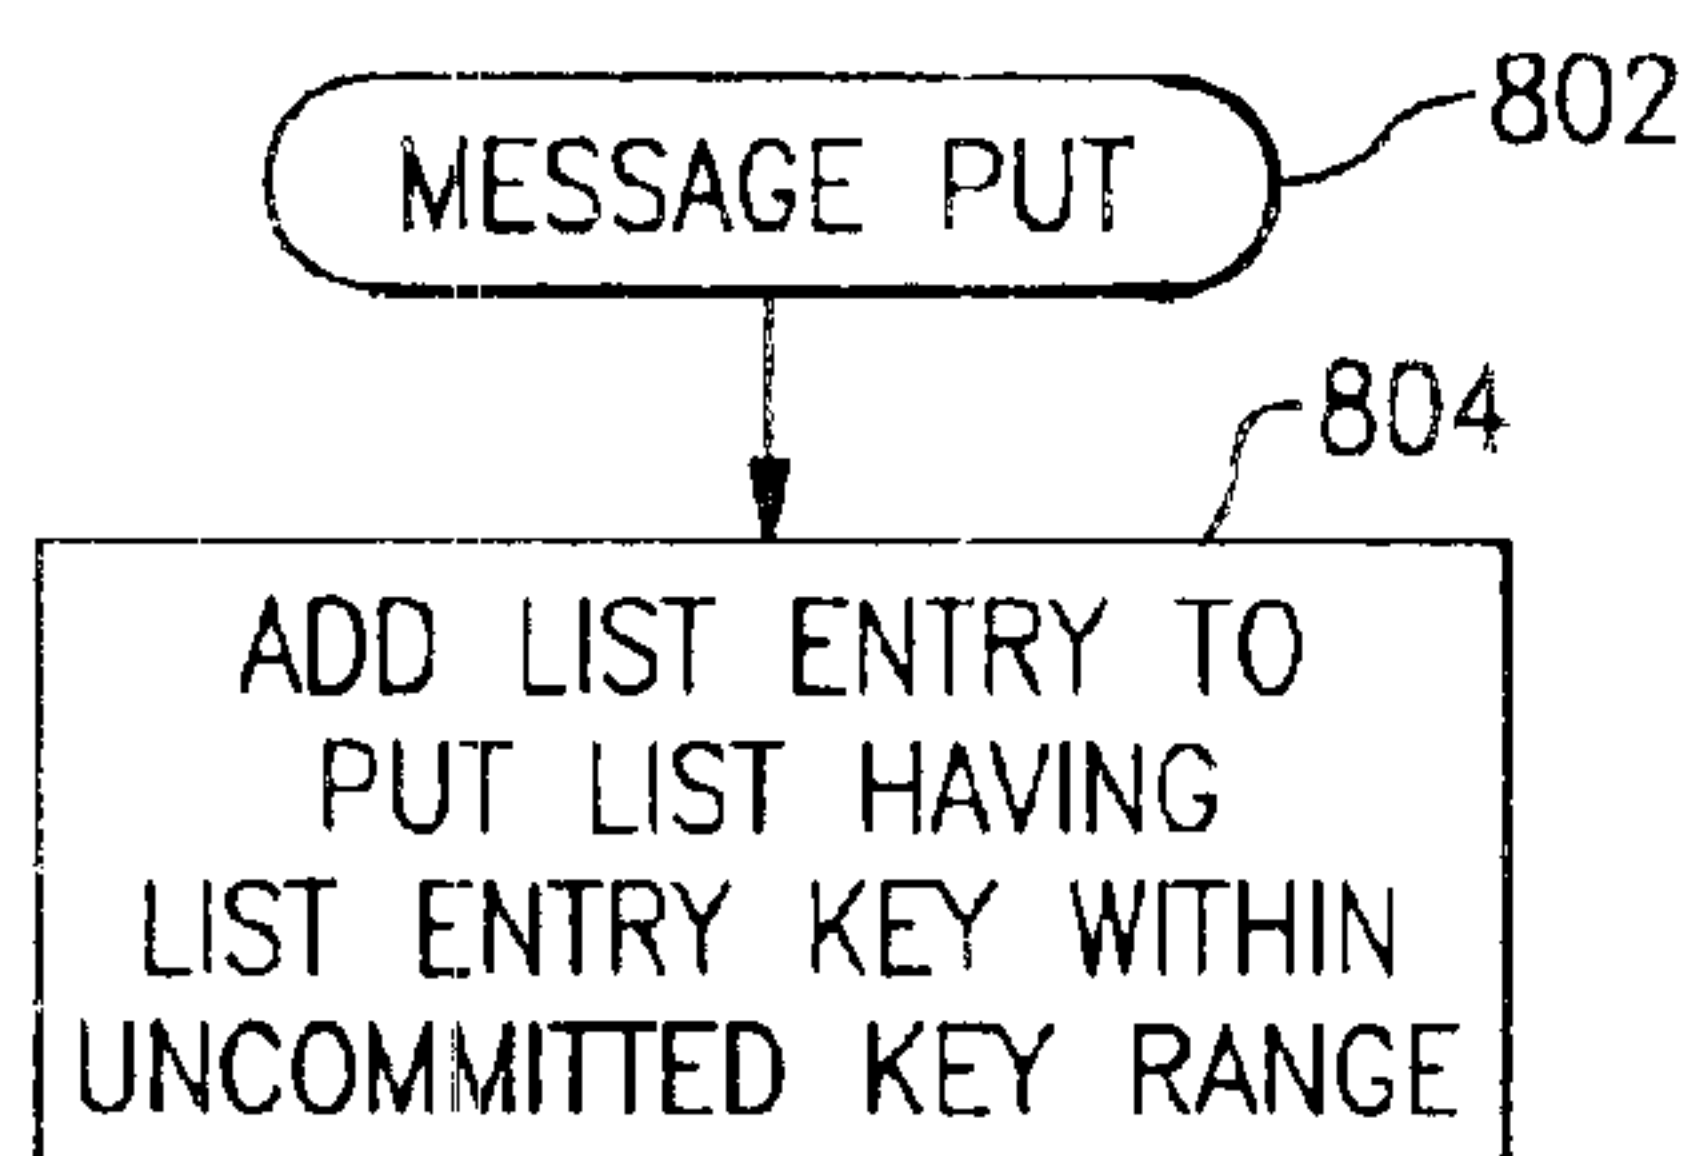 MESSAGE PUT
802
804
ADD LIST ENTRY TO
PUT LIST HAVING
LIST ENTRY KEY WITHIN
UNCOMMITTED KEY RANGE